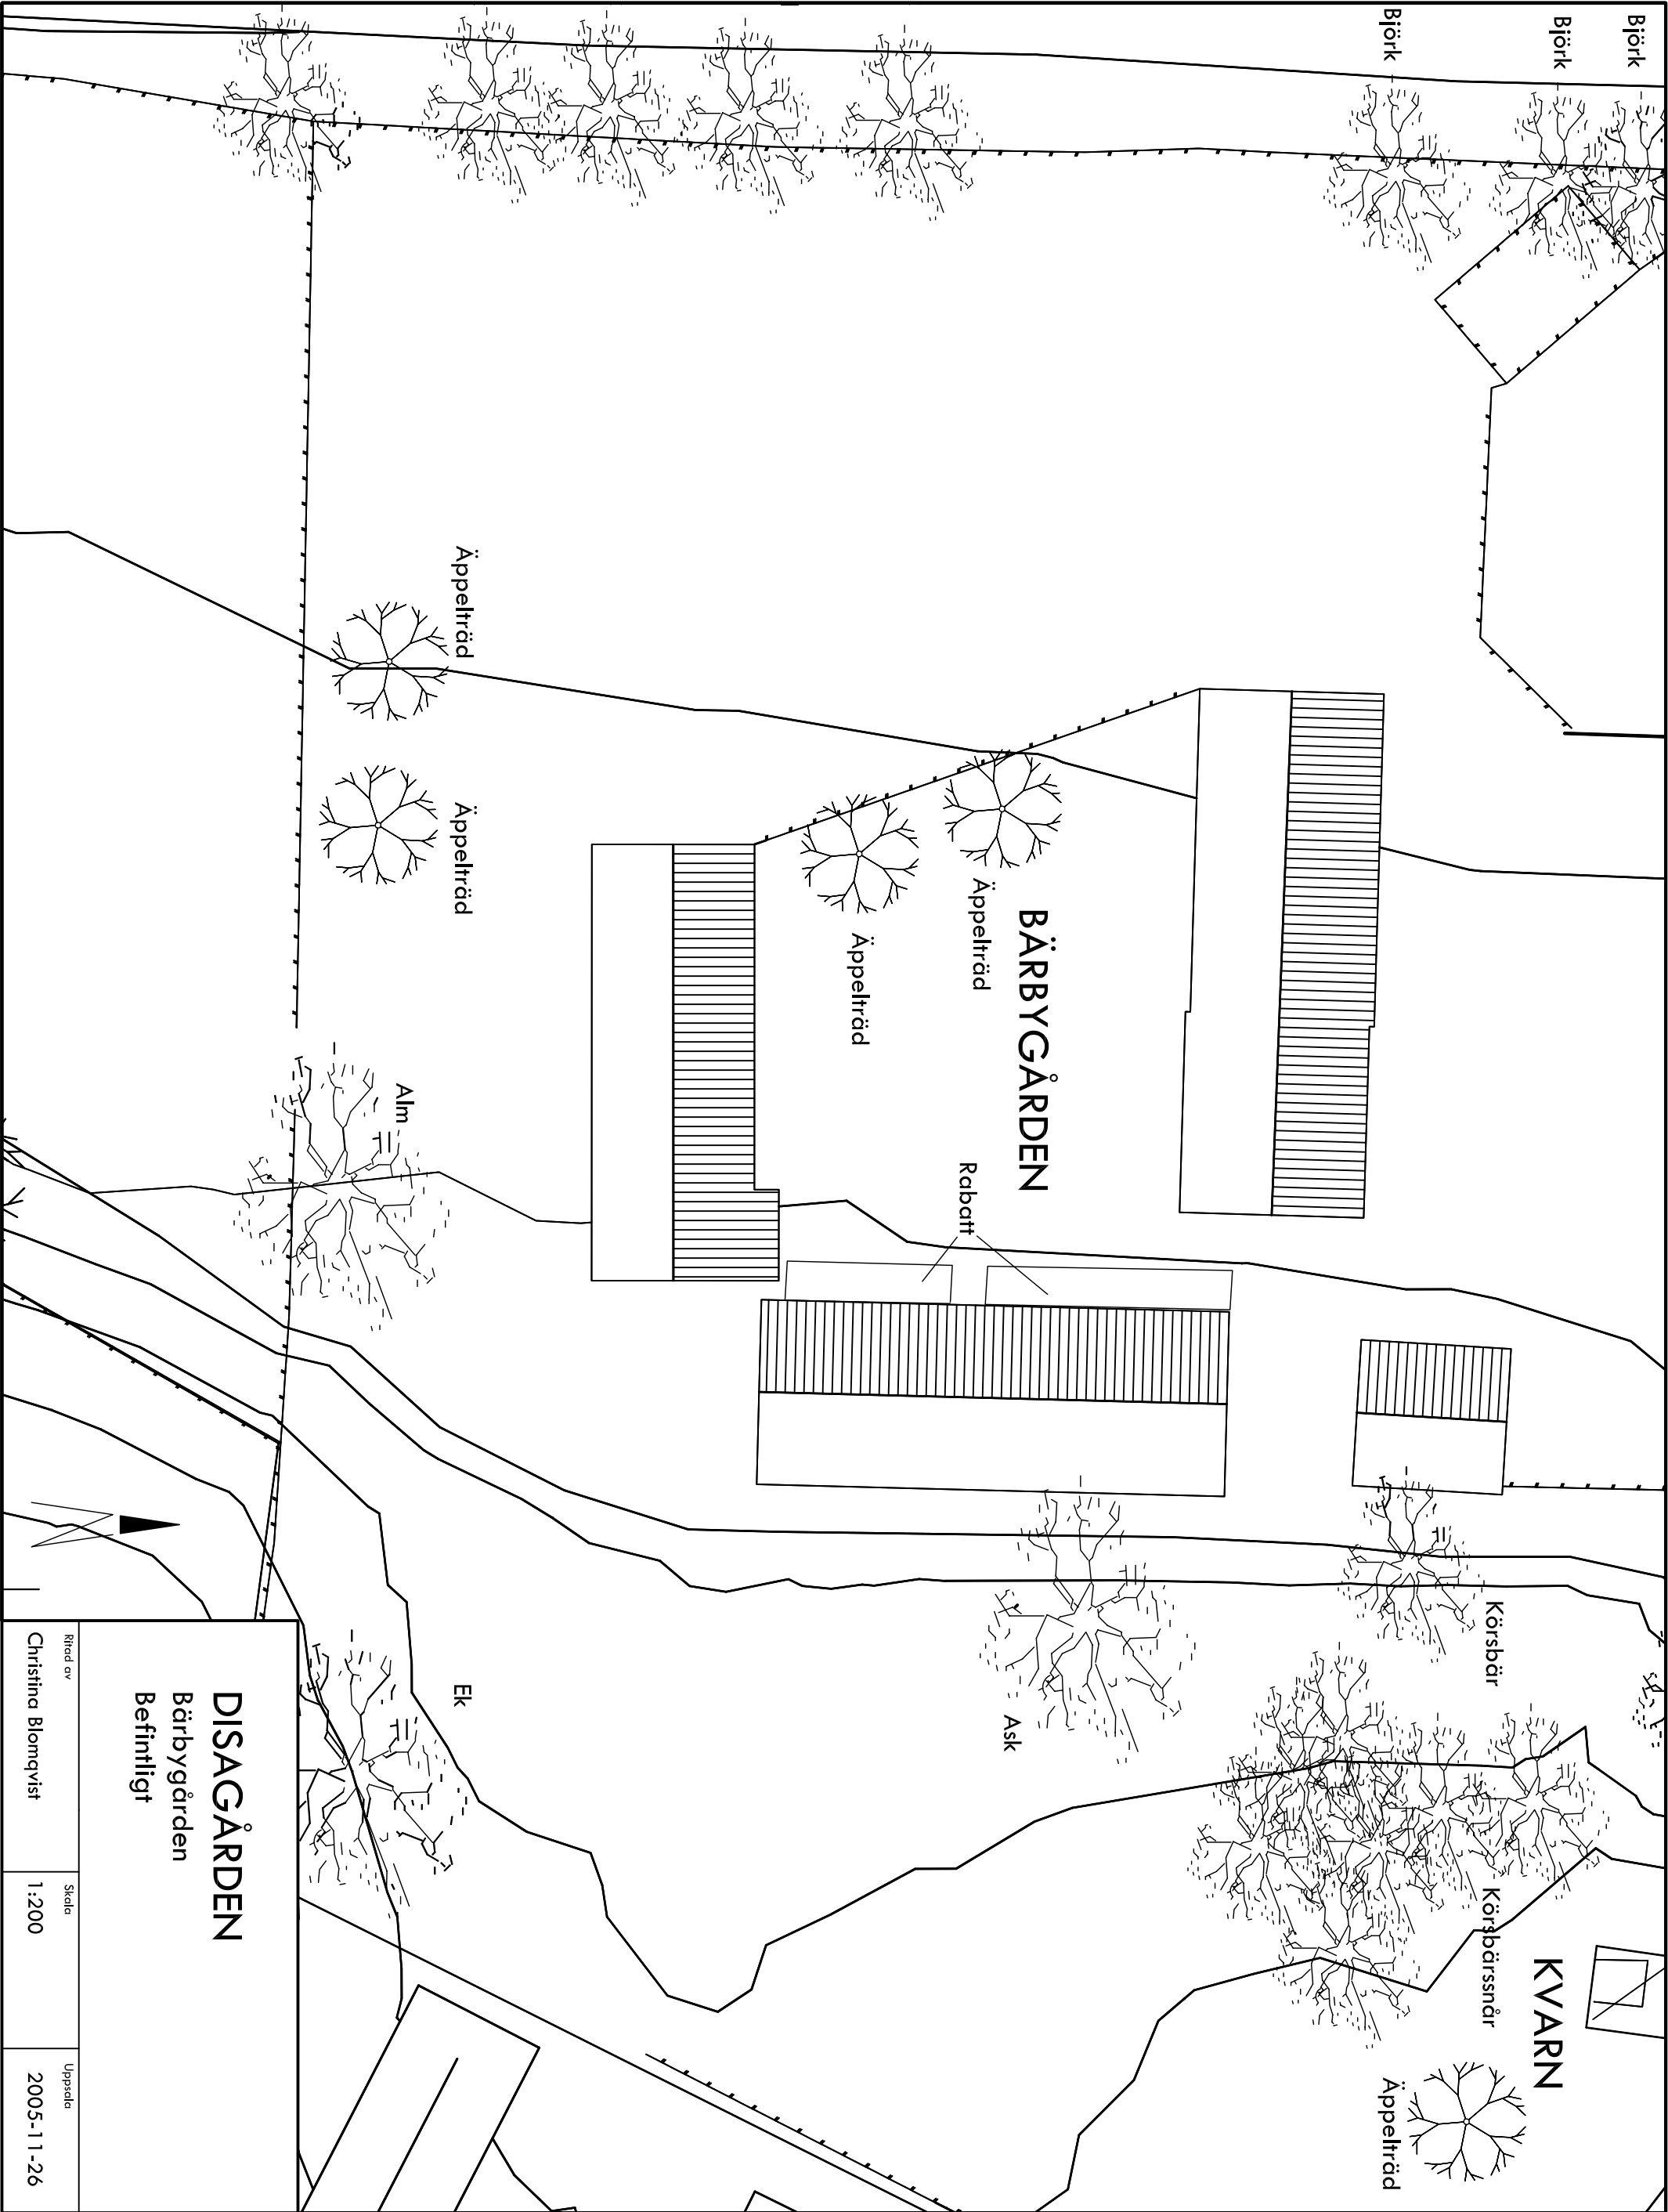 Björk
Björk
KVARN
Körsbär
Körsbärssnår
Björk
Äppelträd
BÄRBYGÅRDEN
Ask
Äppelträd
Rabatt
Äppelträd
Äppelträd
Äppelträd
Ek
Alm
DISAGÅRDEN
Bärbygården
Befintligt
Ritad av Skala Uppsala
Christina Blomqvist 1:200 2005-11-26